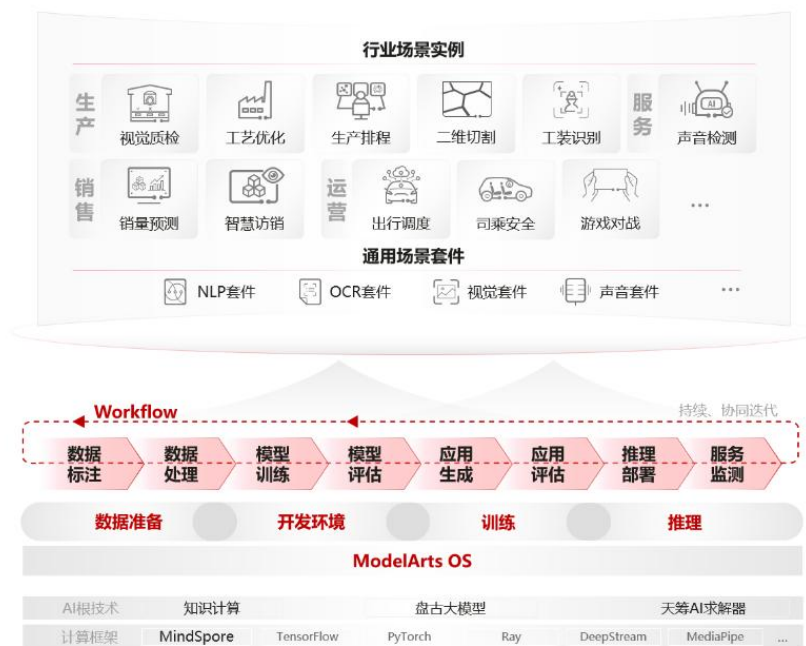 行业场景实例
生产
视觉质检
工艺优化
生产排程
二维切割
工装识别
服务
AI
声音检测
销售
销量预测
智慧访销
运营
出行调度
司乘安全
游戏对战
...
通用场景套件
NLP套件
OCR套件
视觉套件
声音套件
...
Workflow
持续、协同迭代
数据标注
数据处理
模型训练
模型评估
应用生成
应用评估
推理部署
服务监测
数据准备 开发环境 训练 推理
ModelArts OS
AI根技术 知识计算 盘古大模型 天筹AI求解器
计算框架 MindSpore TensorFlow PyTorch Ray DeepStream MediaPipe ...